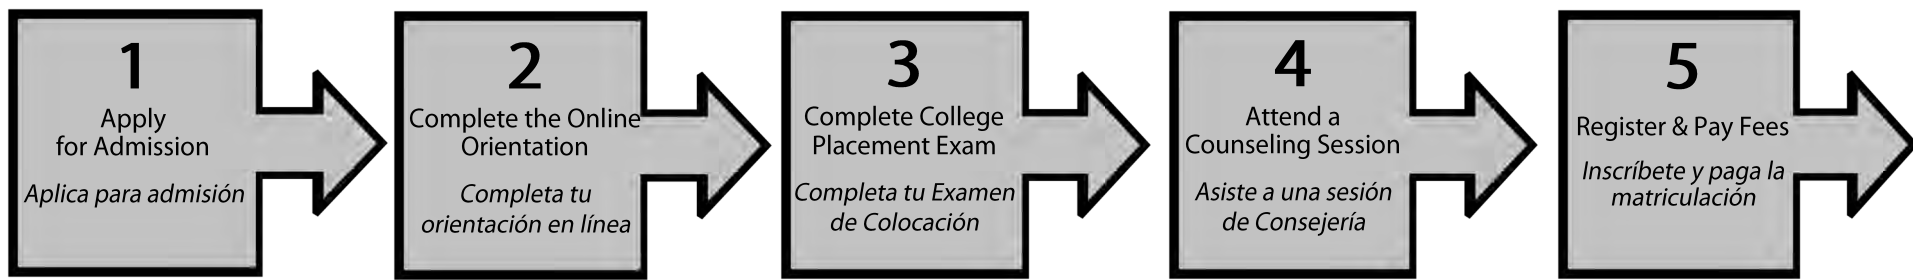 1
Apply
for Admission
Aplica para admisión
2
Complete the Online
Orientation
Completa tu
orientación en línea
3
Complete College
Placement Exam
Completa tu Examen
de Colocación
4
Attend a
Counseling Session
Asiste a una sesión
de Consejería
5
Register & Pay Fees
Inscríbete y paga la
matriculación